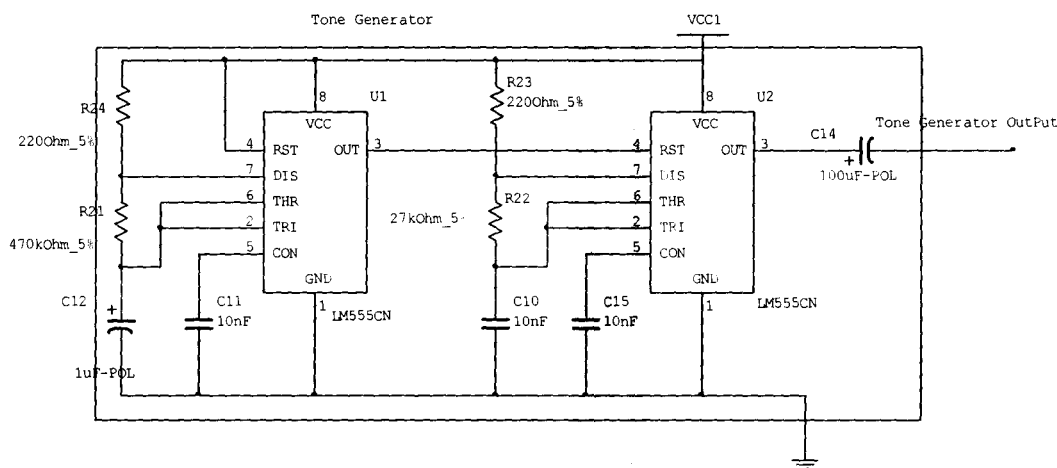 Tone Generator
VCC1
R24
220Ohm_5%
R21
470kOhm_5%
C12
+
1uF-POL
C11
10nF
U1
8
VCC
4
RST
OUT
3
7
DIS
6
THR
2
TRI
5
CON
GND
1
LM555CN
R23
220Ohm_5%
R22
27kOhm_5%
C10
10nF
C15
10nF
U2
8
VCC
4
RST
OUT
3
7
DIS
6
THR
2
TRI
5
CON
GND
1
LM555CN
C14
+
100uF-POL
Tone Generator OutPut